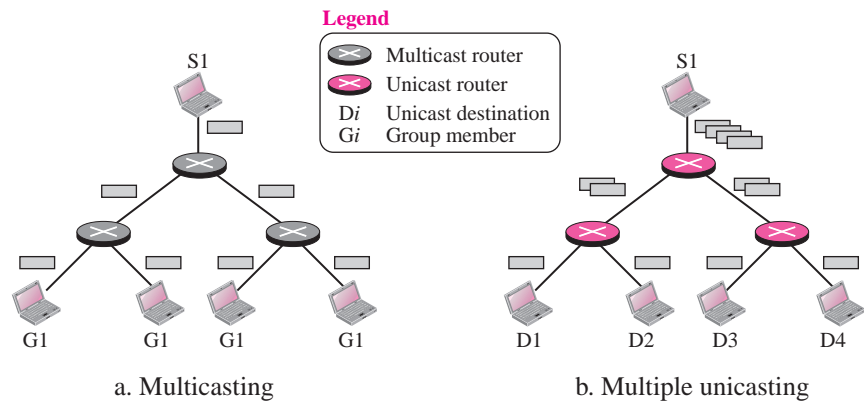 Legend
Multicast router
Unicast router
Di Unicast destination
Gi Group member
S1
G1 G1 G1 G1
a. Multicasting
S1
D1 D2 D3 D4
b. Multiple unicasting